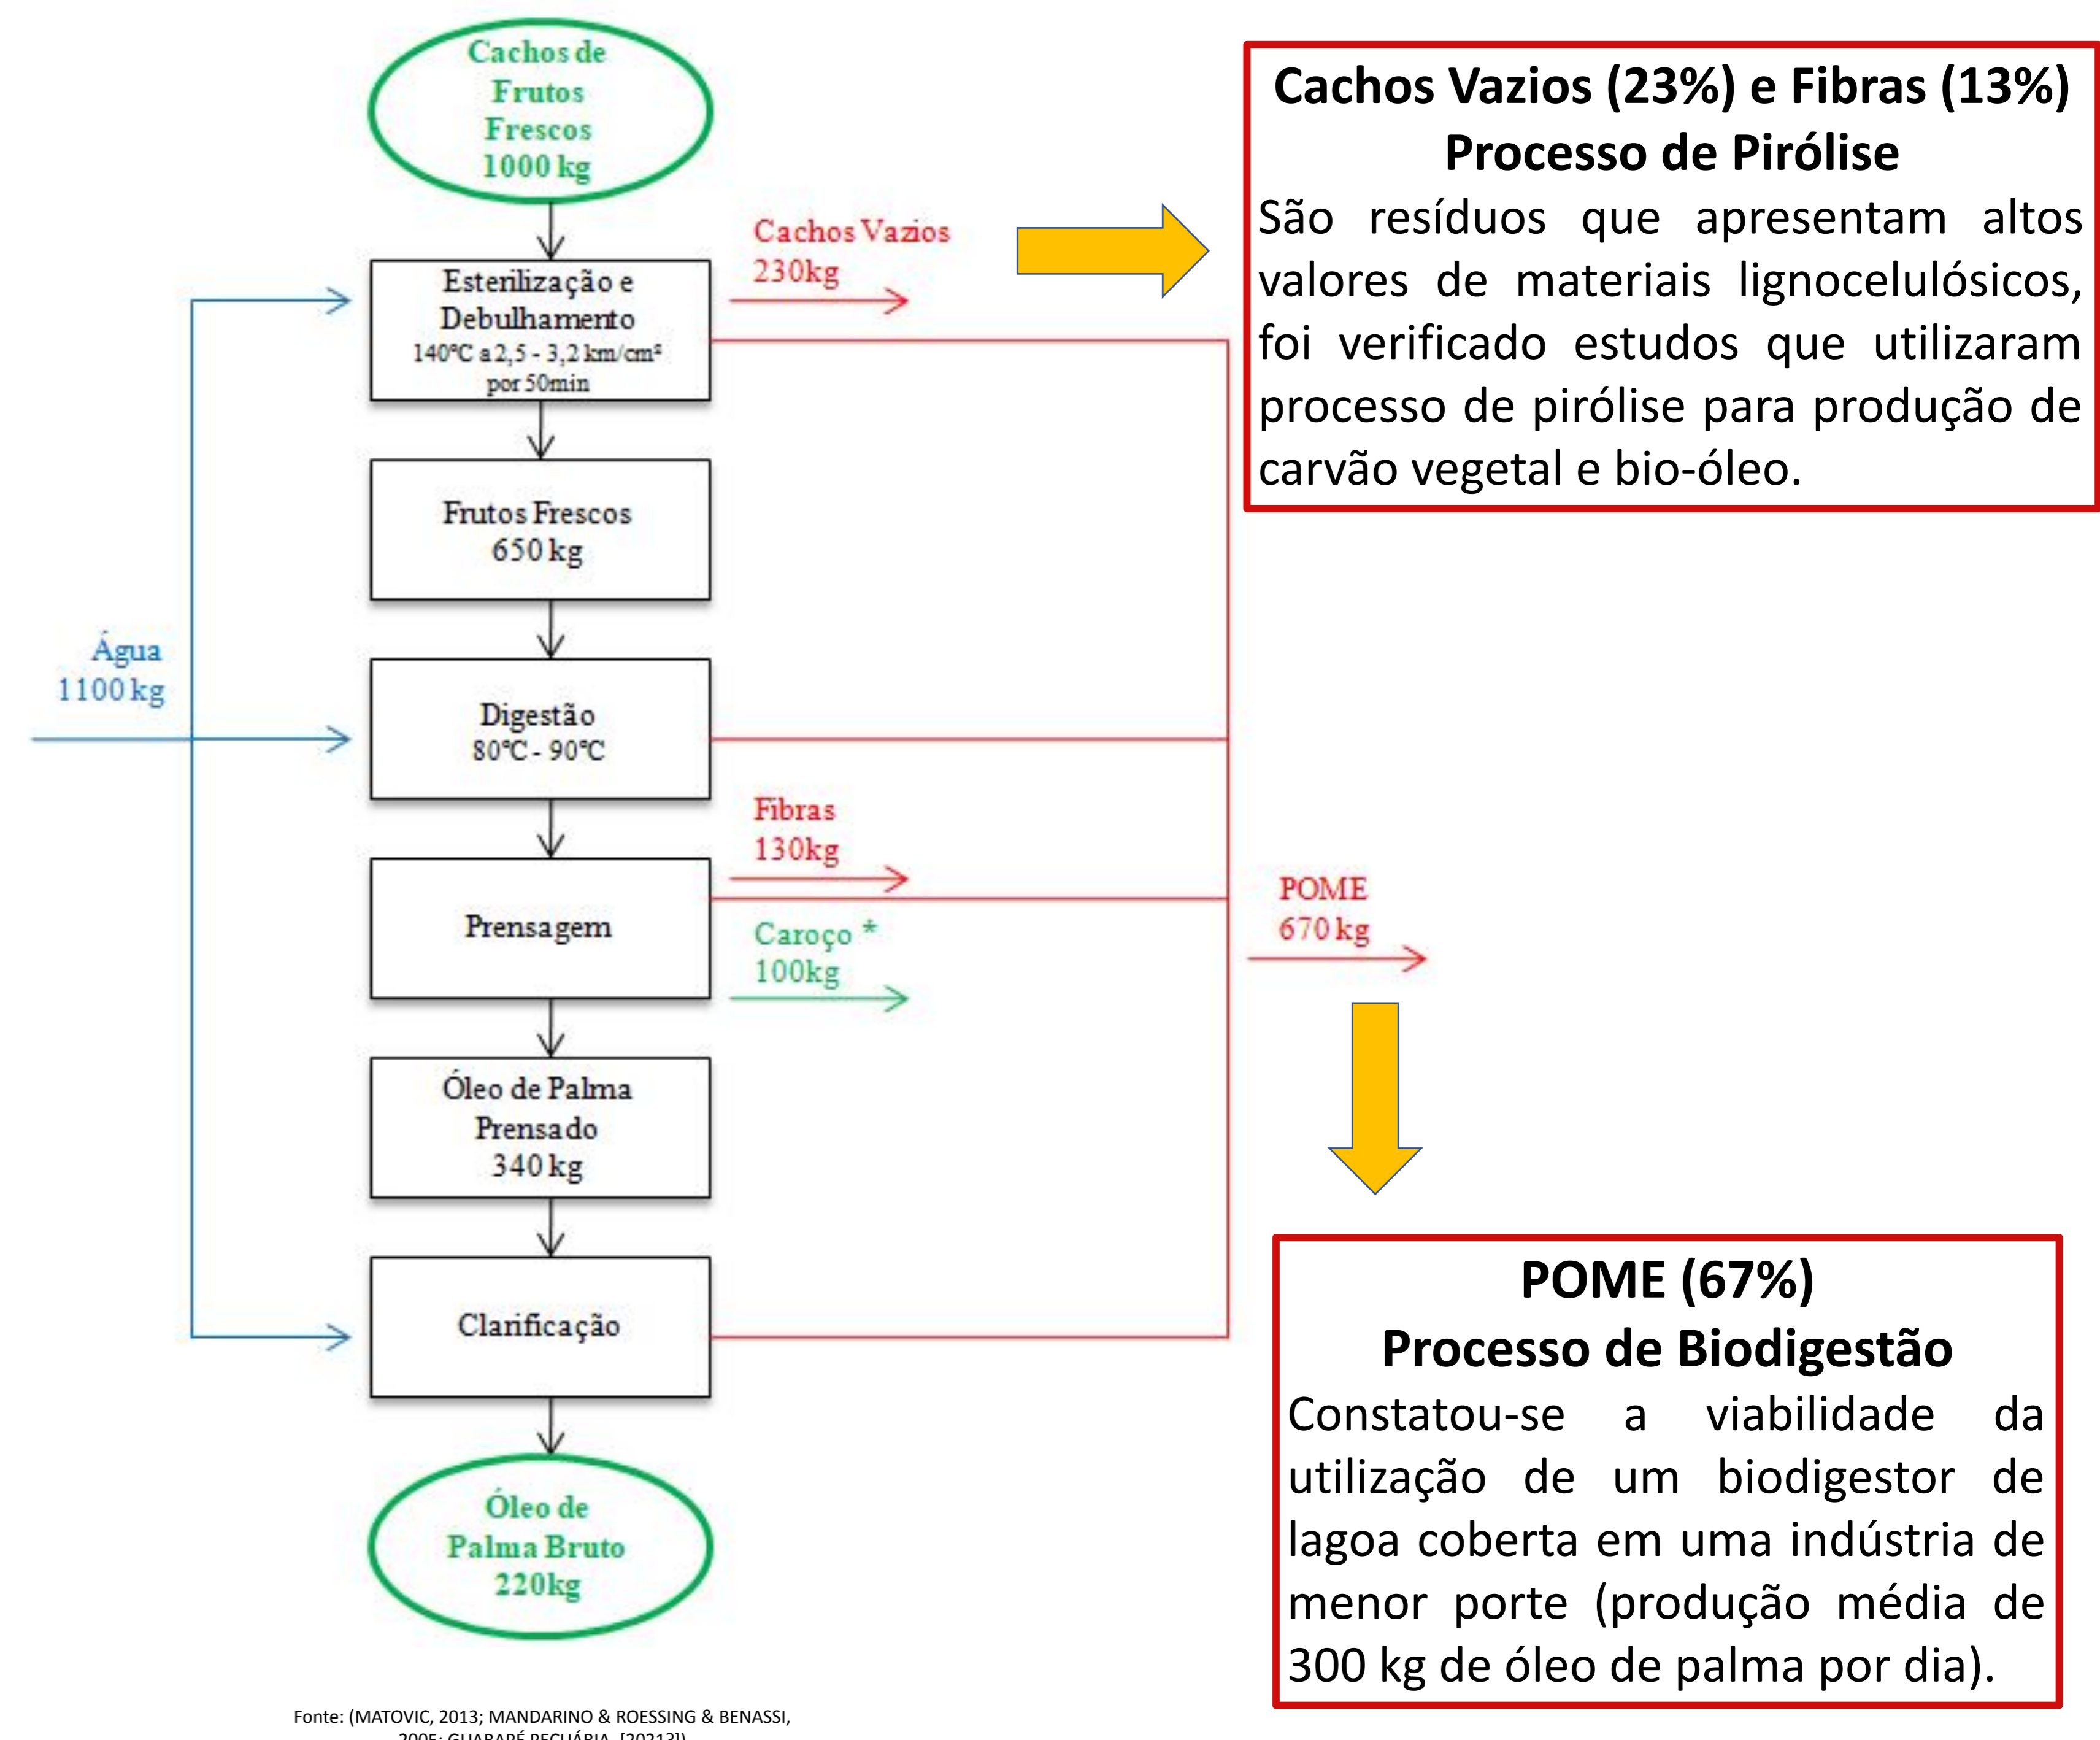 Cachos de
Frutos
Frescos
1000 kg
Cachos Vazios
230kg
Esterilização e
Debulhamento
140°C a 2,5 - 3,2 km/cm²
por 50min
Frutos Frescos
650 kg
Água
1100 kg
Digestão
80°C - 90°C
Fibras
130kg
Prensagem
Caroço *
100kg
POME
670 kg
Óleo de Palma
Prensado
340 kg
Clarificação
Óleo de
Palma Bruto
220kg
Cachos Vazios (23%) e Fibras (13%)
Processo de Pirólise
São resíduos que apresentam altos
valores de materiais lignocelulósicos,
foi verificado estudos que utilizaram
processo de pirólise para produção de
carvão vegetal e bio-óleo.
POME (67%)
Processo de Biodigestão
Constatou-se a viabilidade da
utilização de um biodigestor de
lagoa coberta em uma indústria de
menor porte (produção média de
300 kg de óleo de palma por dia).
Fonte: (MATOVIC, 2013; MANDARINO & ROESSING & BENASSI,